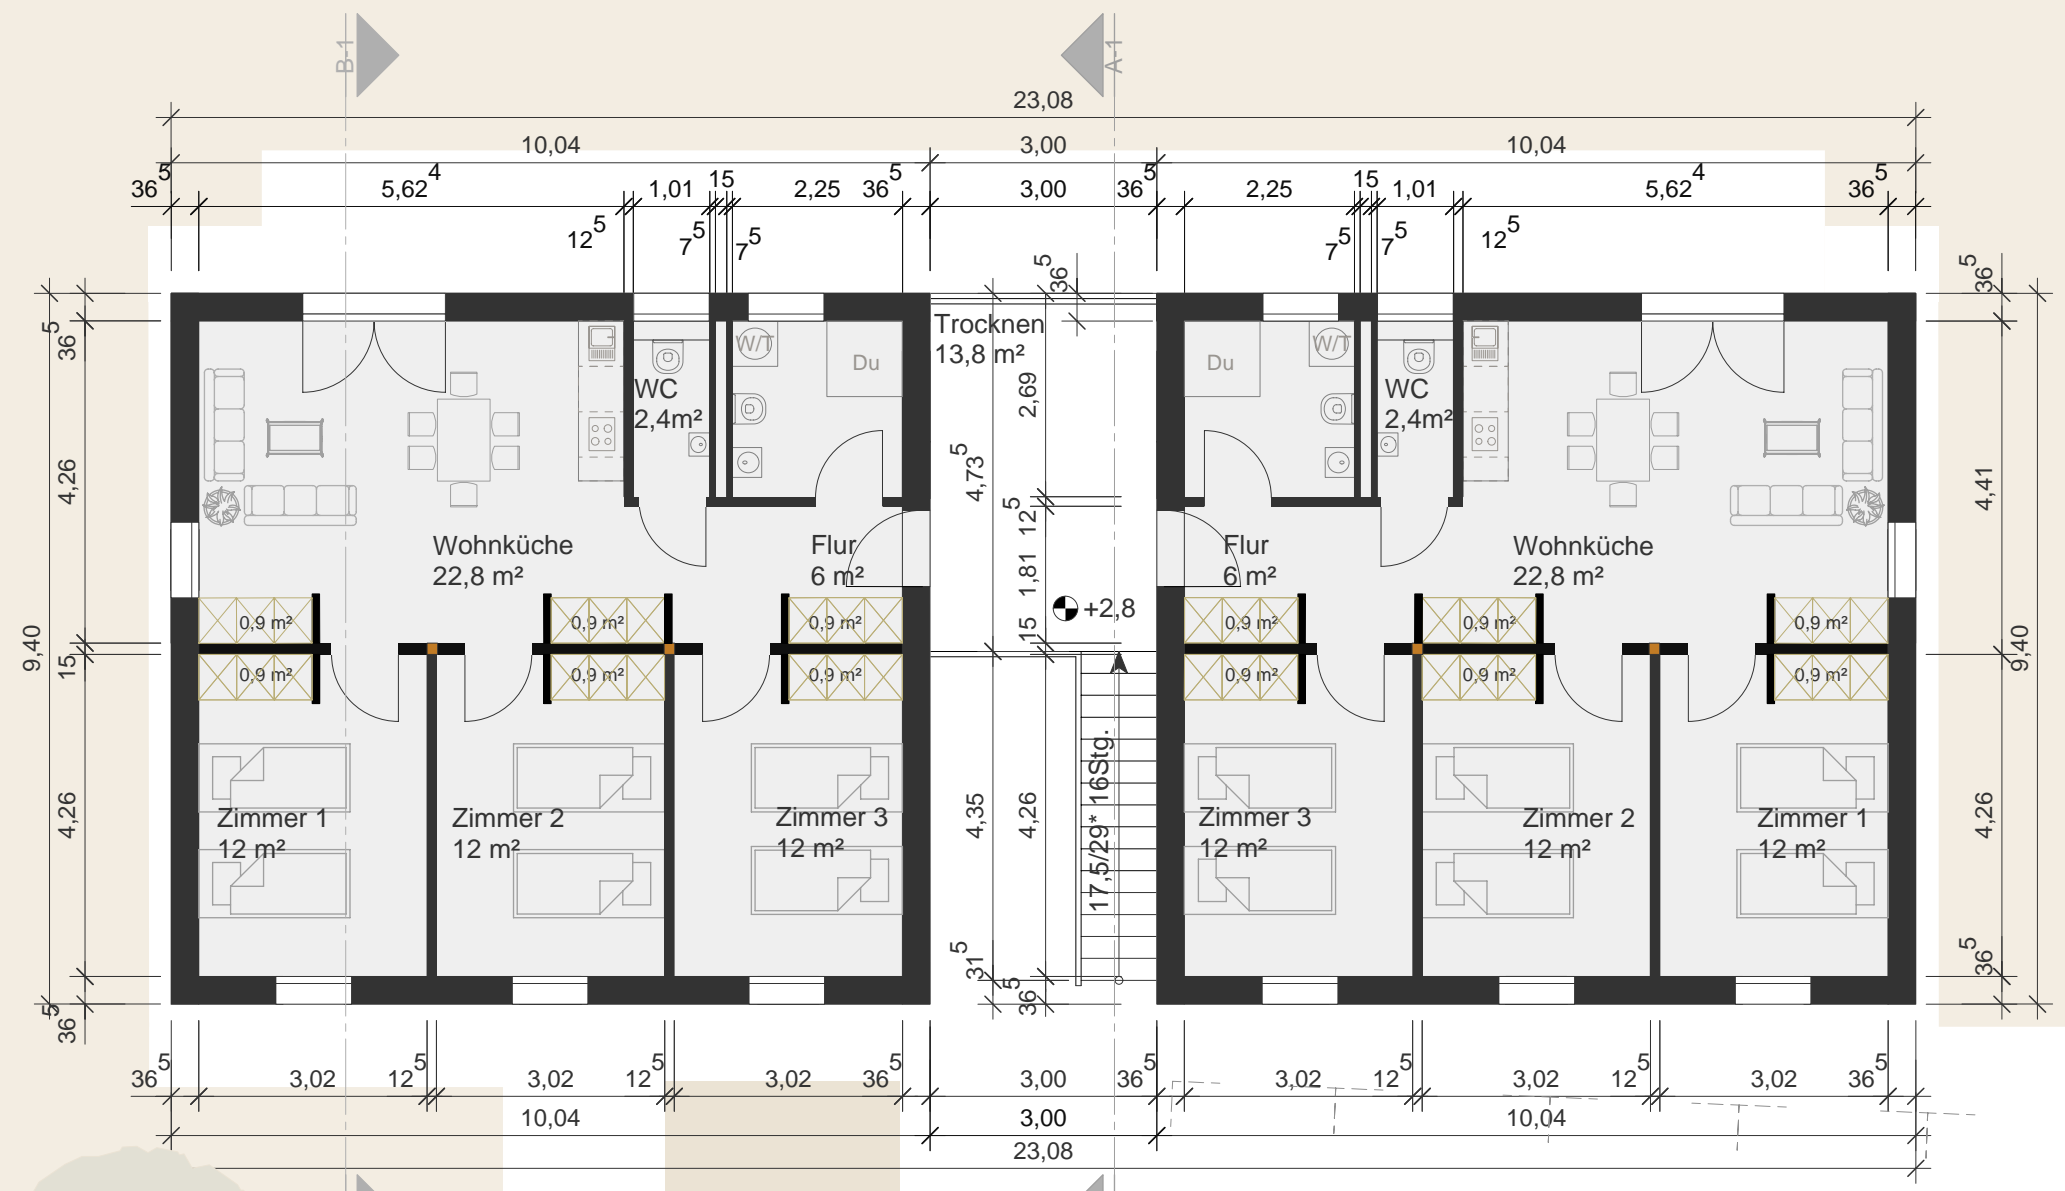 B-1
A-1
23,08
10,04
3,00
10,04
36⁵
5,62⁴
1,01
15
2,25
36⁵
3,00
36⁵
2,25
15
1,01
5,62⁴
36⁵
12⁵
7⁵
7⁵
7⁵
7⁵
12⁵
36⁵
36⁵
36⁵
Trocknen
13,8 m²
W/T
Du
Du
W/T
WC
2,4m²
WC
2,4m²
2,69
4,73⁵
4,26
4,41
12⁵
1,81
15
Wohnküche
22,8 m²
Flur
6 m²
Flur
6 m²
Wohnküche
22,8 m²
+2,8
0,9 m²
0,9 m²
0,9 m²
0,9 m²
0,9 m²
0,9 m²
9,40
15
9,40
0,9 m²
0,9 m²
0,9 m²
0,9 m²
0,9 m²
0,9 m²
17,5/29* 16Stg.
4,26
4,35
4,26
4,26
Zimmer 1
12 m²
Zimmer 2
12 m²
Zimmer 3
12 m²
Zimmer 3
12 m²
Zimmer 2
12 m²
Zimmer 1
12 m²
31⁵
36⁵
36⁵
36⁵
36⁵
3,02
12⁵
3,02
12⁵
3,02
36⁵
3,00
36⁵
3,02
12⁵
3,02
12⁵
3,02
36⁵
10,04
3,00
10,04
23,08